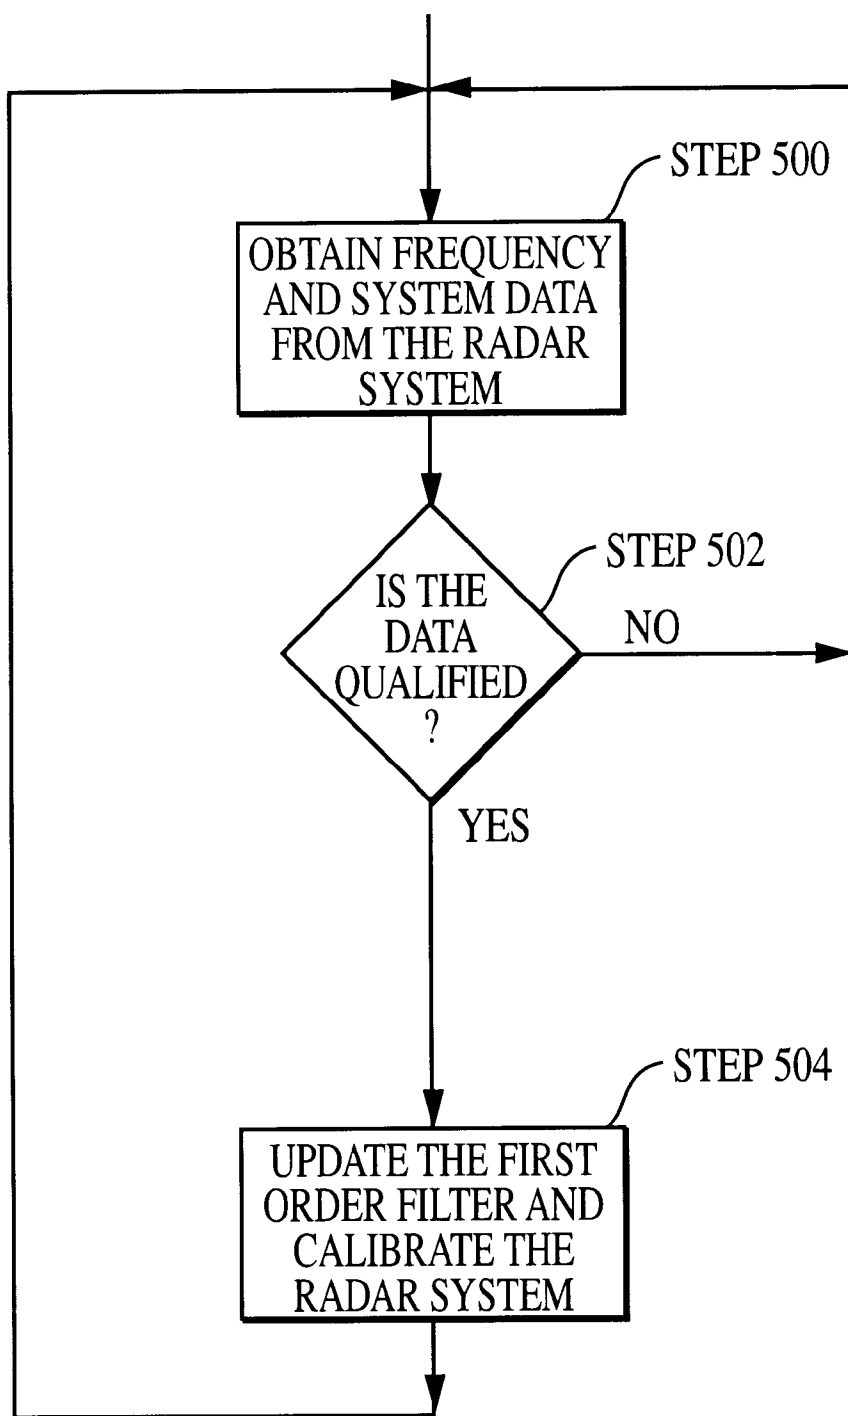 STEP 500
OBTAIN FREQUENCY
AND SYSTEM DATA
FROM THE RADAR
SYSTEM
STEP 502
IS THE
DATA
QUALIFIED
?
NO
YES
STEP 504
UPDATE THE FIRST
ORDER FILTER AND
CALIBRATE THE
RADAR SYSTEM